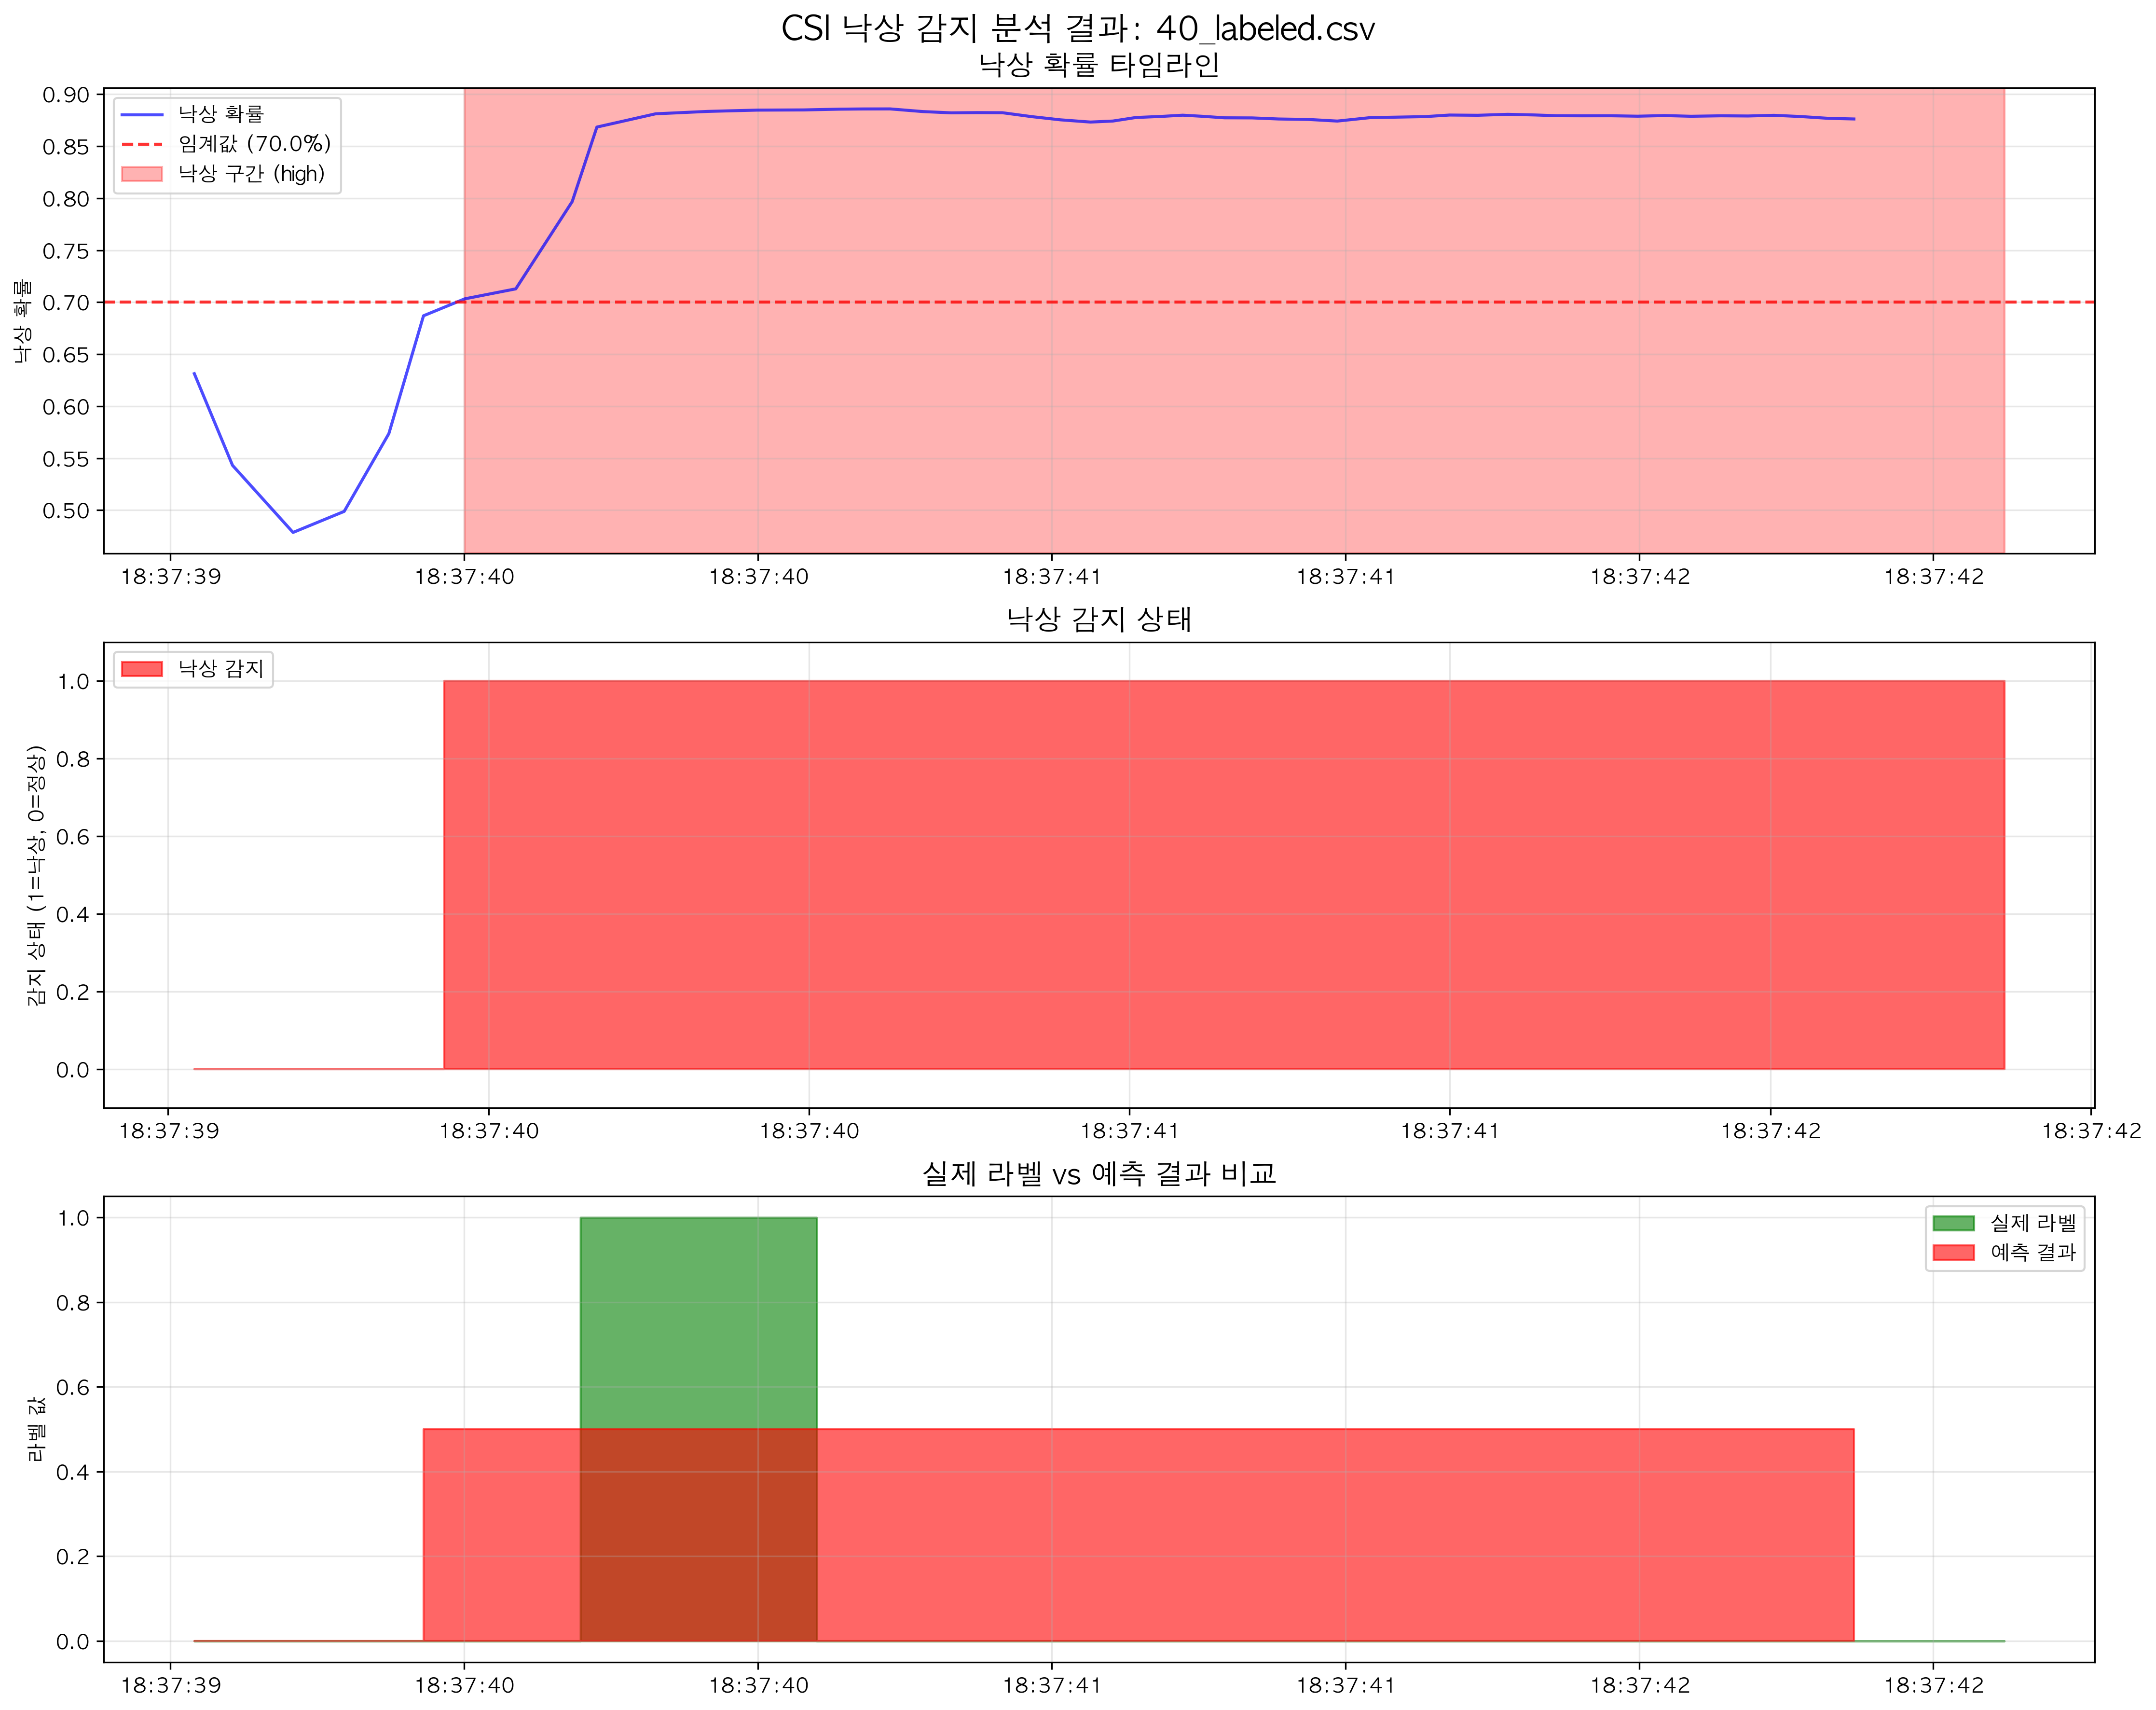 CSI 낙상 감지 분석 결과: 40_labeled.csv
낙상 확률 타임라인
낙상 확률
0.90
0.85
0.80
0.75
0.70
0.65
0.60
0.55
0.50
낙상 확률
임계값 (70.0%)
낙상 구간 (high)
18:37:39 18:37:40 18:37:40 18:37:41 18:37:41 18:37:42 18:37:42
낙상 감지 상태
감지 상태 (1=낙상, 0=정상)
1.0
0.8
0.6
0.4
0.2
0.0
낙상 감지
18:37:39 18:37:40 18:37:40 18:37:41 18:37:41 18:37:42 18:37:42
실제 라벨 vs 예측 결과 비교
라벨 값
1.0
0.8
0.6
0.4
0.2
0.0
실제 라벨
예측 결과
18:37:39 18:37:40 18:37:40 18:37:41 18:37:41 18:37:42 18:37:42